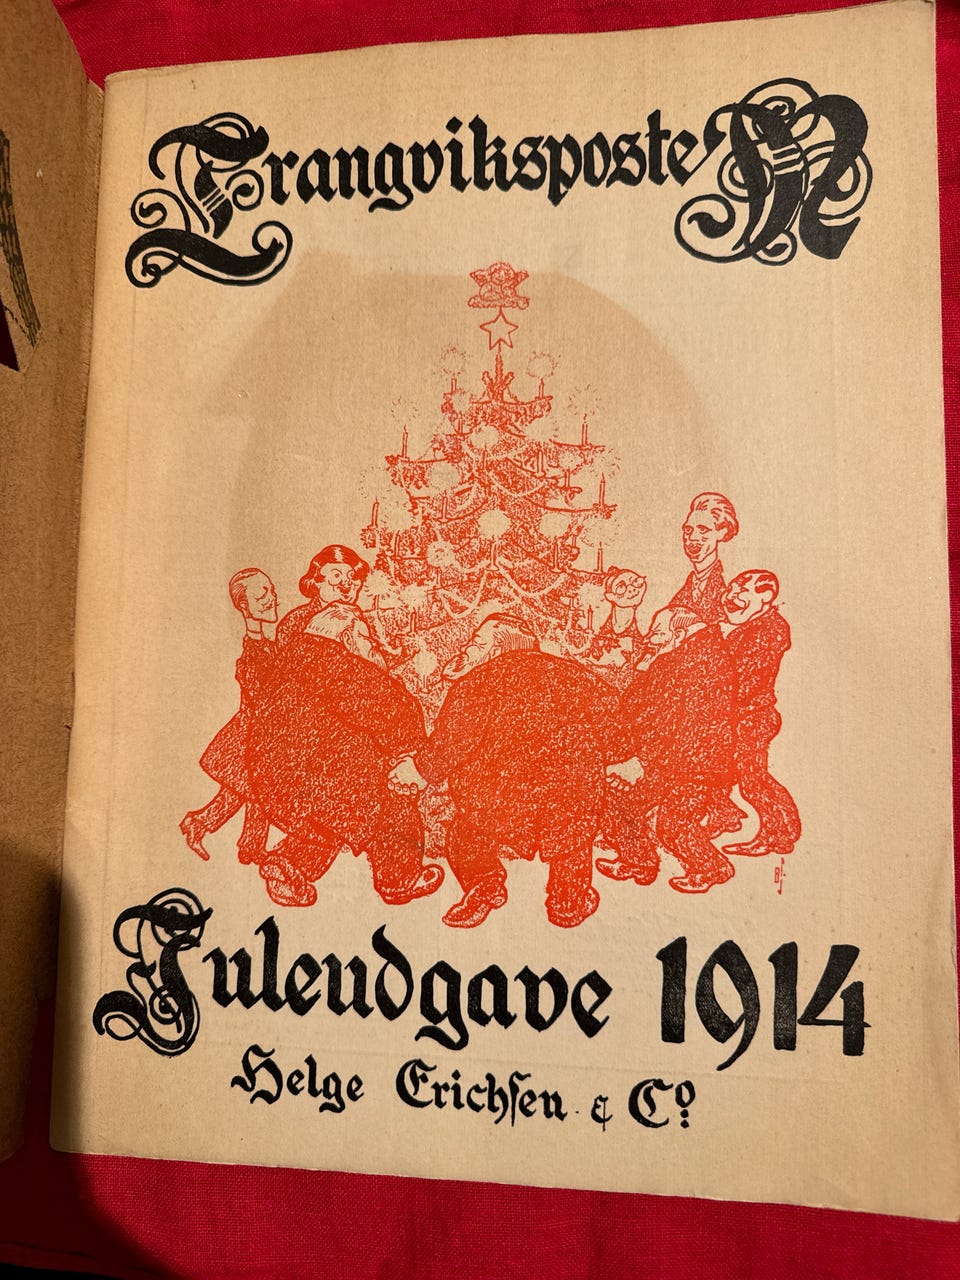 TrangviksposteN
Juleudgave 1914
Helge Erichſen & Co